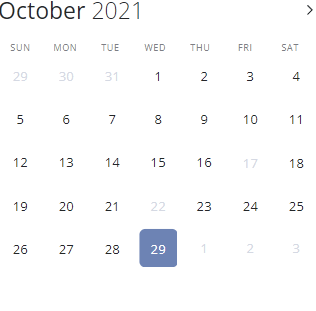 October 2021
SUN MON TUE WED THU FRI SAT
29 30 31 1 2 3 4
5 6 7 8 9 10 11
12 13 14 15 16 17 18
19 20 21 22 23 24 25
26 27 28 29 1 2 3